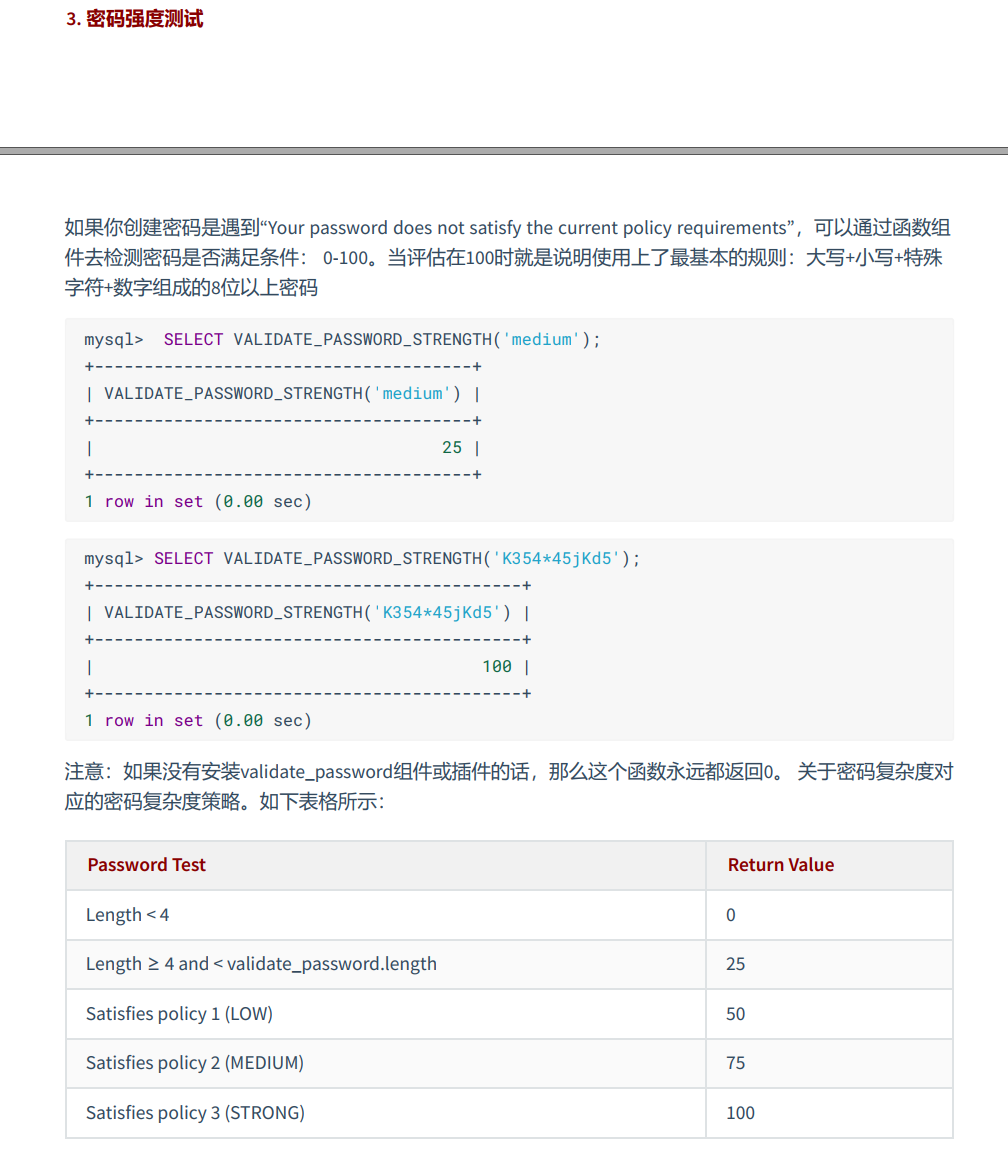 3. 密码强度测试
如果你创建密码是遇到“Your password does not satisfy the current policy requirements”，可以通过函数组
件去检测密码是否满足条件： 0-100。当评估在100时就是说明使用上了最基本的规则：大写+小写+特殊
字符+数字组成的8位以上密码
mysql>  SELECT VALIDATE_PASSWORD_STRENGTH('medium');
+--------------------------------------+
| VALIDATE_PASSWORD_STRENGTH('medium') |
+--------------------------------------+
|                                   25 |
+--------------------------------------+
1 row in set (0.00 sec)
mysql> SELECT VALIDATE_PASSWORD_STRENGTH('K354*45jKd5');
+-------------------------------------------+
| VALIDATE_PASSWORD_STRENGTH('K354*45jKd5') |
+-------------------------------------------+
|                                       100 |
+-------------------------------------------+
1 row in set (0.00 sec)
注意：如果没有安装validate_password组件或插件的话，那么这个函数永远都返回0。 关于密码复杂度对
应的密码复杂度策略。如下表格所示：
Password Test Return Value
Length < 4 0
Length ≥ 4 and < validate_password.length 25
Satisfies policy 1 (LOW) 50
Satisfies policy 2 (MEDIUM) 75
Satisfies policy 3 (STRONG) 100